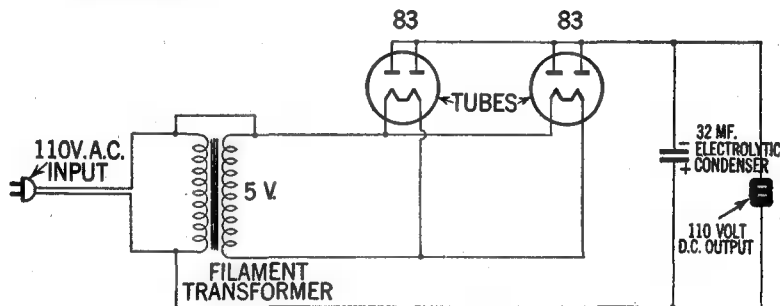 83 83
TUBES
110V. A.C.
INPUT
5 V.
FILAMENT
TRANSFORMER
32 MF.
ELECTROLYTIC
CONDENSER
- +
110 VOLT
D.C. OUTPUT